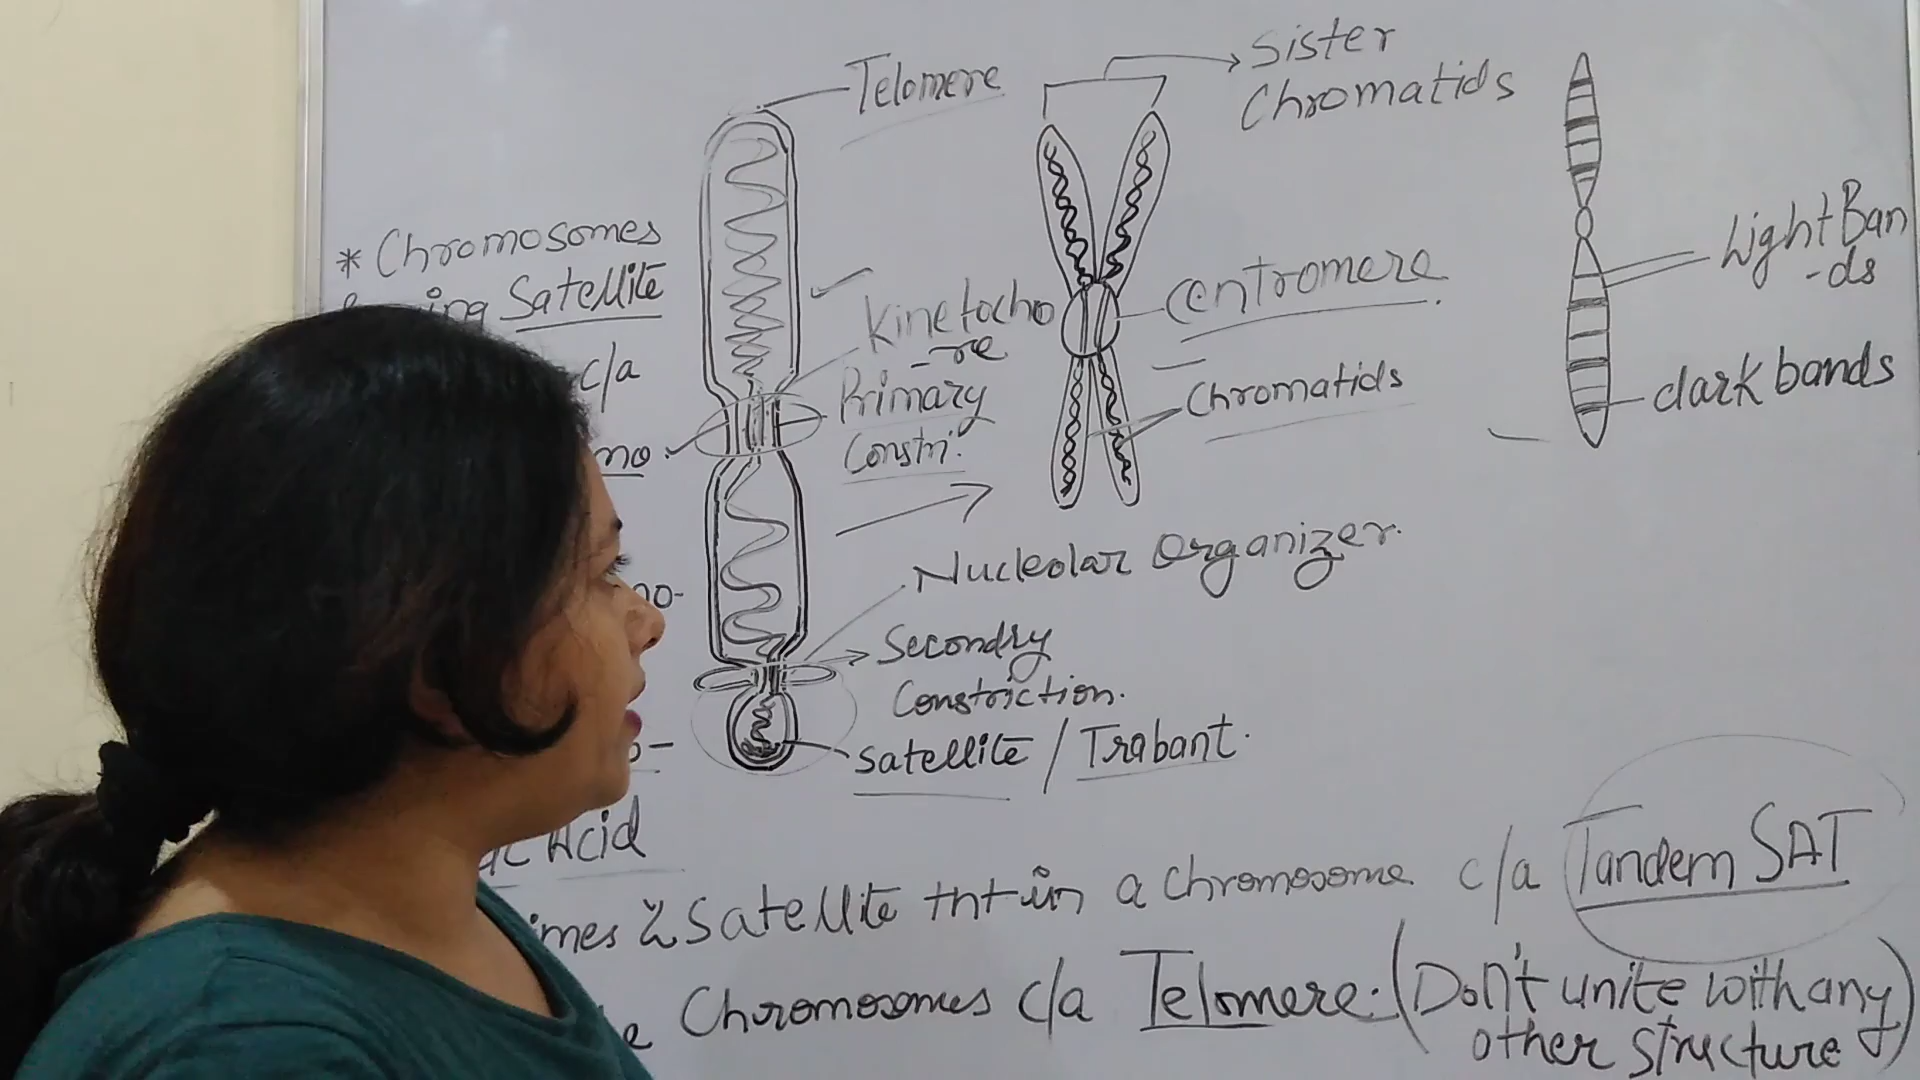 Telomere
Sister
Chromatids
* Chromosomes
Satellite
c/a
Kinetocho
-re
Primary
Constri.
Centromere
Chromatids
Light Ban
-ds
dark bands
Nucleolar Organizer.
Secondry
Constriction.
Satellite / Trabant.
Acid
Satellite tht in a chromosome c/a Tandem SAT
Chromosomes c/a Telomere. (Don't unite with any
other structure)